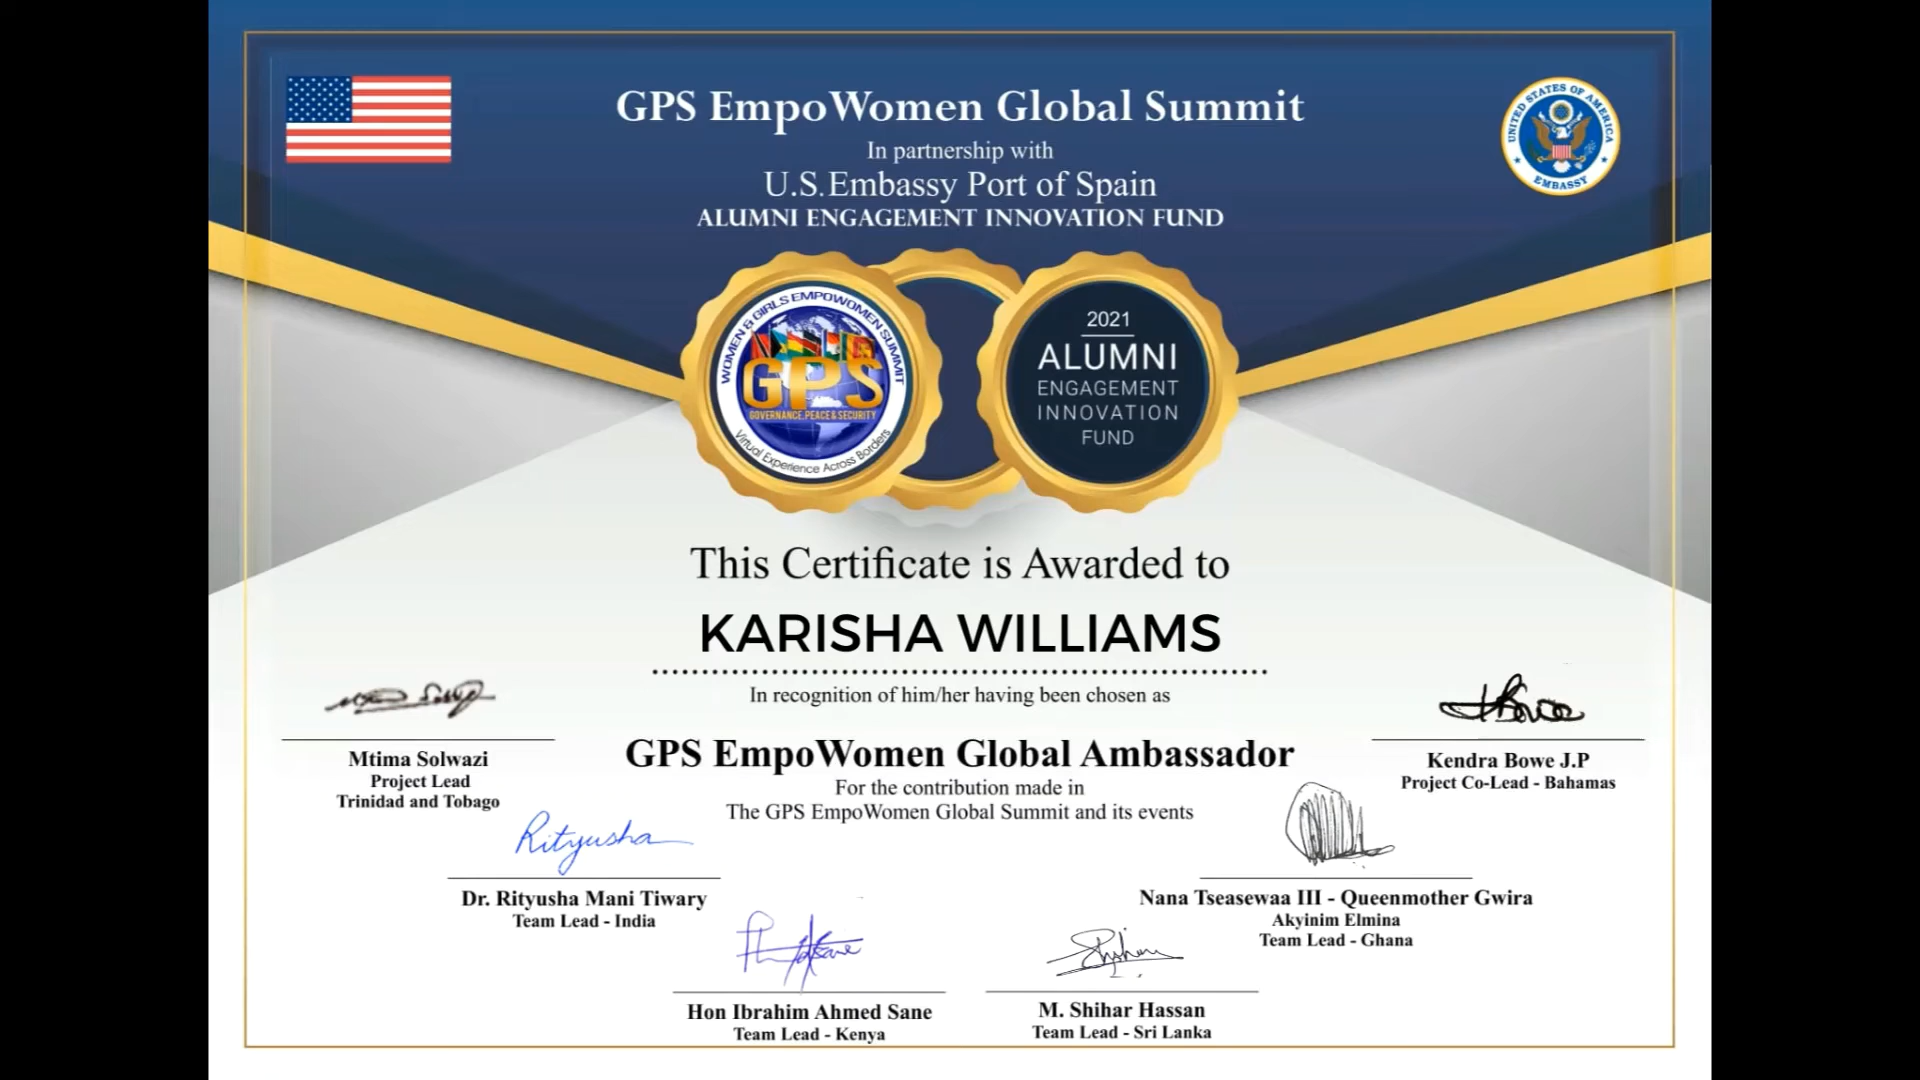 GPS EmpoWomen Global Summit
In partnership with
U.S. Embassy Port of Spain
ALUMNI ENGAGEMENT INNOVATION FUND
UNITED STATES OF AMERICA
EMBASSY
WOMEN & GIRLS EMPOWOMEN SUMMIT
GPS
GOVERNANCE, PEACE & SECURITY
Virtual Experience Across Borders
2021
ALUMNI
ENGAGEMENT
INNOVATION
FUND
This Certificate is Awarded to
KARISHA WILLIAMS
In recognition of him/her having been chosen as
GPS EmpoWomen Global Ambassador
For the contribution made in
The GPS EmpoWomen Global Summit and its events
Mtima Solwazi
Project Lead
Trinidad and Tobago
Kendra Bowe J.P
Project Co-Lead - Bahamas
Rityusha
Dr. Rityusha Mani Tiwary
Team Lead - India
Nana Tseasewaa III - Queenmother Gwira
Akyinim Elmina
Team Lead - Ghana
Hon Ibrahim Ahmed Sane
Team Lead - Kenya
M. Shihar Hassan
Team Lead - Sri Lanka